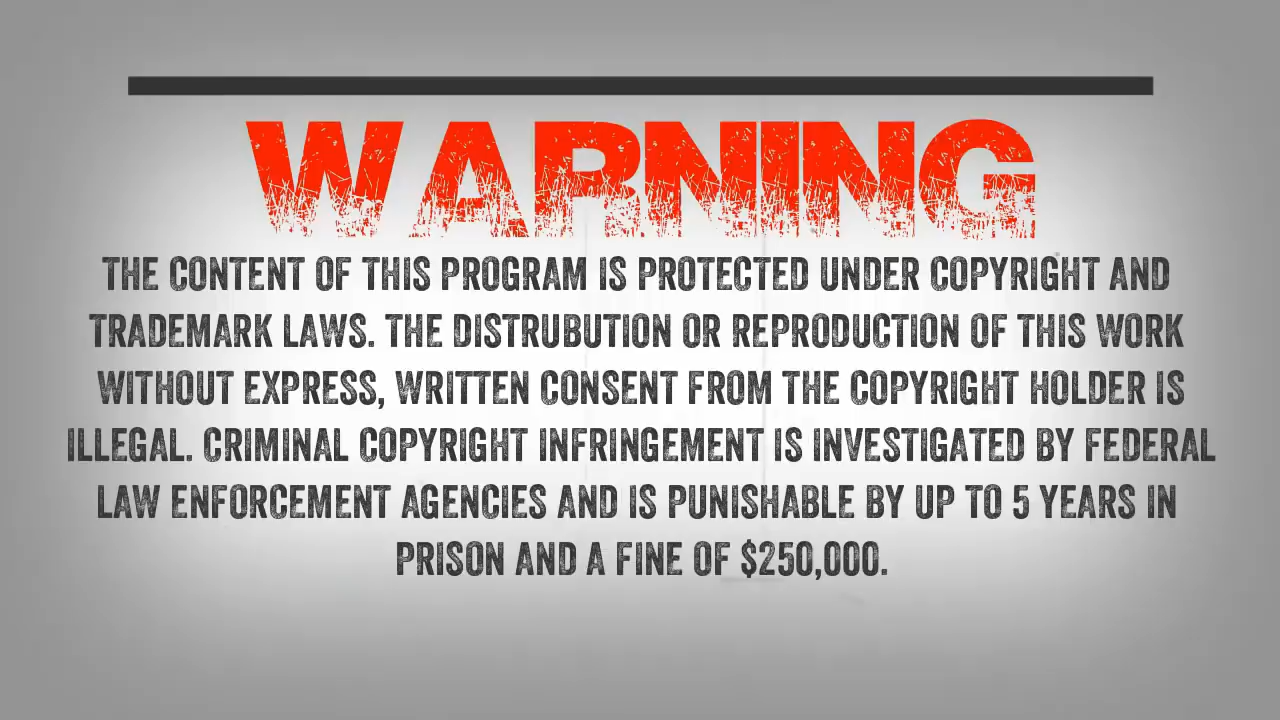 WARNING
THE CONTENT OF THIS PROGRAM IS PROTECTED UNDER COPYRIGHT AND
TRADEMARK LAWS. THE DISTRUBUTION OR REPRODUCTION OF THIS WORK
WITHOUT EXPRESS, WRITTEN CONSENT FROM THE COPYRIGHT HOLDER IS
ILLEGAL. CRIMINAL COPYRIGHT INFRINGEMENT IS INVESTIGATED BY FEDERAL
LAW ENFORCEMENT AGENCIES AND IS PUNISHABLE BY UP TO 5 YEARS IN
PRISON AND A FINE OF $250,000.